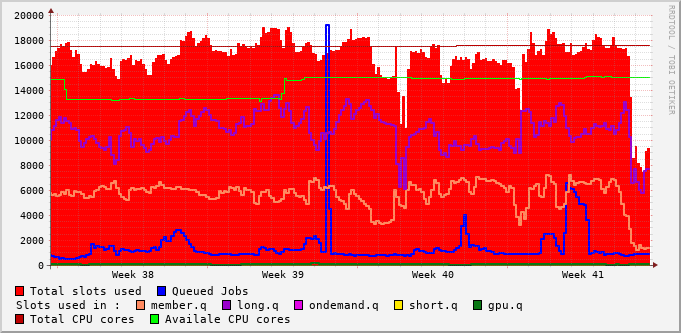 20000
18000
16000
14000
12000
10000
8000
6000
4000
2000
0
Week 38 Week 39 Week 40 Week 41
RRDTOOL / TOBI OETIKER
Total slots used Queued Jobs
Slots used in : member.q long.q ondemand.q short.q gpu.q
Total CPU cores Availale CPU cores